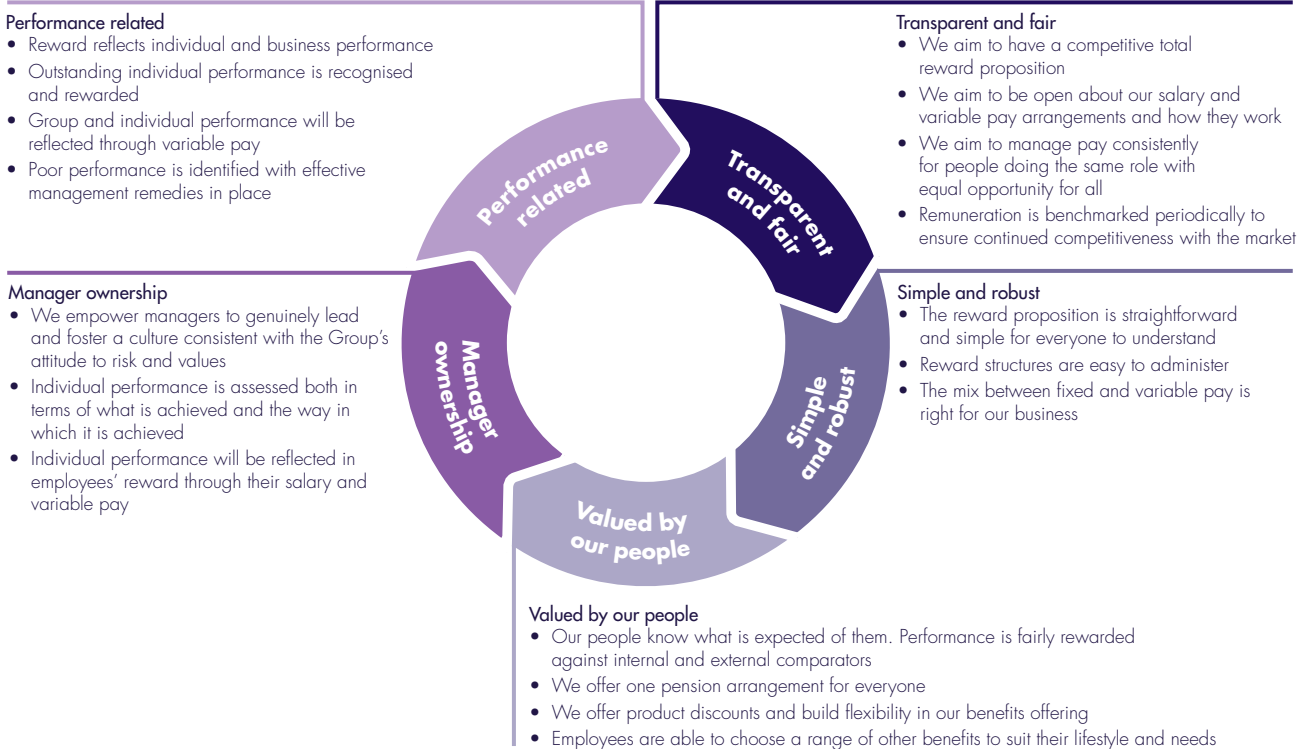 Performance related
• Reward reflects individual and business performance
• Outstanding individual performance is recognised
and rewarded
• Group and individual performance will be
reflected through variable pay
• Poor performance is identified with effective
management remedies in place
Transparent and fair
• We aim to have a competitive total
reward proposition
• We aim to be open about our salary and
variable pay arrangements and how they work
• We aim to manage pay consistently
for people doing the same role with
equal opportunity for all
• Remuneration is benchmarked periodically to
ensure continued competitiveness with the market
Performance
related
Transparent
and fair
Manager ownership
• We empower managers to genuinely lead
and foster a culture consistent with the Group's
attitude to risk and values
• Individual performance is assessed both in
terms of what is achieved and the way in
which it is achieved
• Individual performance will be reflected in
employees' reward through their salary and
variable pay
Manager
ownership
Simple
and robust
Simple and robust
• The reward proposition is straightforward
and simple for everyone to understand
• Reward structures are easy to administer
• The mix between fixed and variable pay is
right for our business
Valued by
our people
Valued by our people
• Our people know what is expected of them. Performance is fairly rewarded
against internal and external comparators
• We offer one pension arrangement for everyone
• We offer product discounts and build flexibility in our benefits offering
• Employees are able to choose a range of other benefits to suit their lifestyle and needs